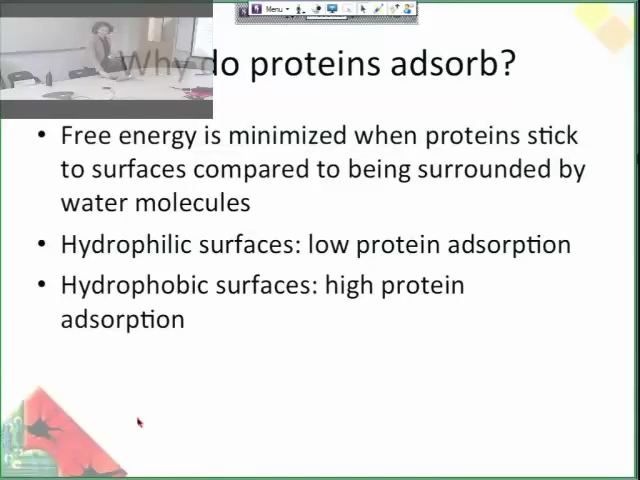 Menu
Why do proteins adsorb?
• Free energy is minimized when proteins stick
to surfaces compared to being surrounded by
water molecules
• Hydrophilic surfaces: low protein adsorption
• Hydrophobic surfaces: high protein
adsorption